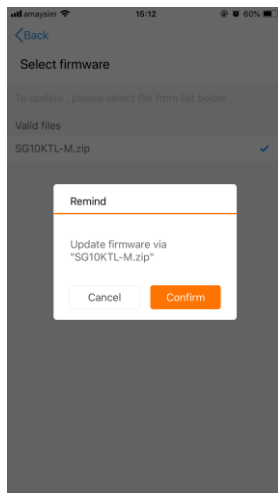 amaysim 15:12 60%
Back
Select firmware
To update , please select file from list below
Valid files
SG10KTL-M.zip
Remind
Update firmware via
"SG10KTL-M.zip"
Cancel Confirm